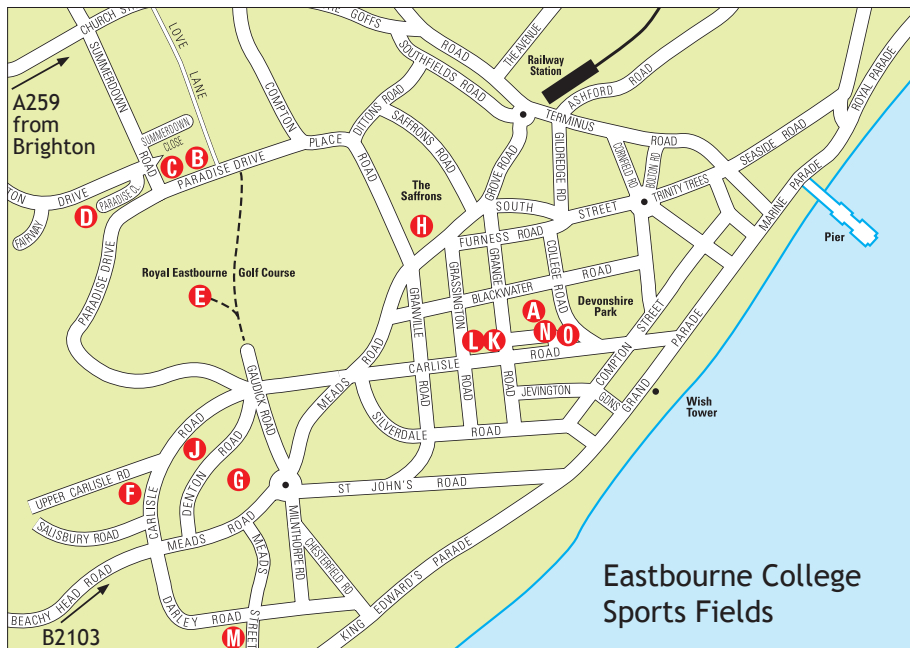 CHURCH ST
SUMMERDOWN
ROAD
LOVE
LANE
E GOFFS
ROAD
SOUTHFIELDS ROAD
THE AVENUE
Railway
Station
ASHFORD ROAD
ROYAL PARADE
A259
from
Brighton
COMPTON
PLACE
ROAD
DITTONS ROAD
SAFFRONS ROAD
TERMINUS
ROAD
SEASIDE ROAD
SUMMERDOWN
CLOSE
C
B
PARADISE DRIVE
PARADISE CL
TON
DRIVE
D
FAIRWAY
GROVE ROAD
GILDREDGE RD
CORNFIELD RD
BOLTON RD
TRINITY TREES
MARINE PARADE
Pier
The
Saffrons
H
SOUTH
STREET
FURNESS ROAD
PARADISE DRIVE
Royal Eastbourne
Golf Course
E
GRANVILLE
ROAD
GRASSINGTON
ROAD
GRANGE
ROAD
COLLEGE ROAD
BLACKWATER
ROAD
Devonshire
Park
A
N
O
L
K
CARLISLE
ROAD
COMPTON STREET
GRAND
PARADE
Wish
Tower
JEVINGTON
GDNS
MEADS
ROAD
GAUDICK ROAD
SILVERDALE
ROAD
CARLISLE
ROAD
J
DENTON
ROAD
G
F
UPPER CARLISLE RD
SALISBURY ROAD
ST JOHN'S ROAD
MEADS
ROAD
MEADS
STREET
MILNTHORPE RD
CHESTERFIELD RD
KING EDWARD'S PARADE
BEACHY HEAD ROAD
DARLEY
ROAD
B2103
M
Eastbourne College
Sports Fields